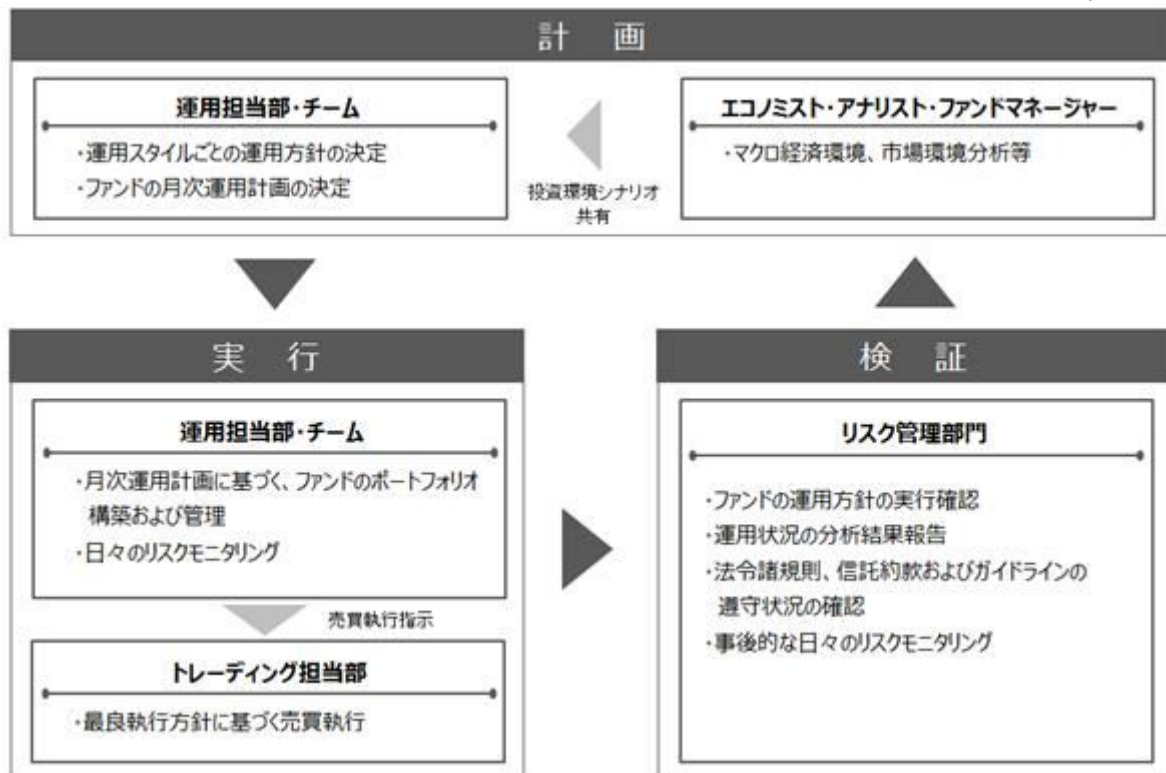 計 画
運用担当部・チーム
・運用スタイルごとの運用方針の決定
・ファンドの月次運用計画の決定
投資環境シナリオ
共有
エコノミスト・アナリスト・ファンドマネージャー
・マクロ経済環境、市場環境分析等
実 行
運用担当部・チーム
・月次運用計画に基づく、ファンドのポートフォリオ
構築および管理
・日々のリスクモニタリング
売買執行指示
トレーディング担当部
・最良執行方針に基づく売買執行
検 証
リスク管理部門
・ファンドの運用方針の実行確認
・運用状況の分析結果報告
・法令諸規則、信託約款およびガイドラインの
遵守状況の確認
・事後的な日々のリスクモニタリング